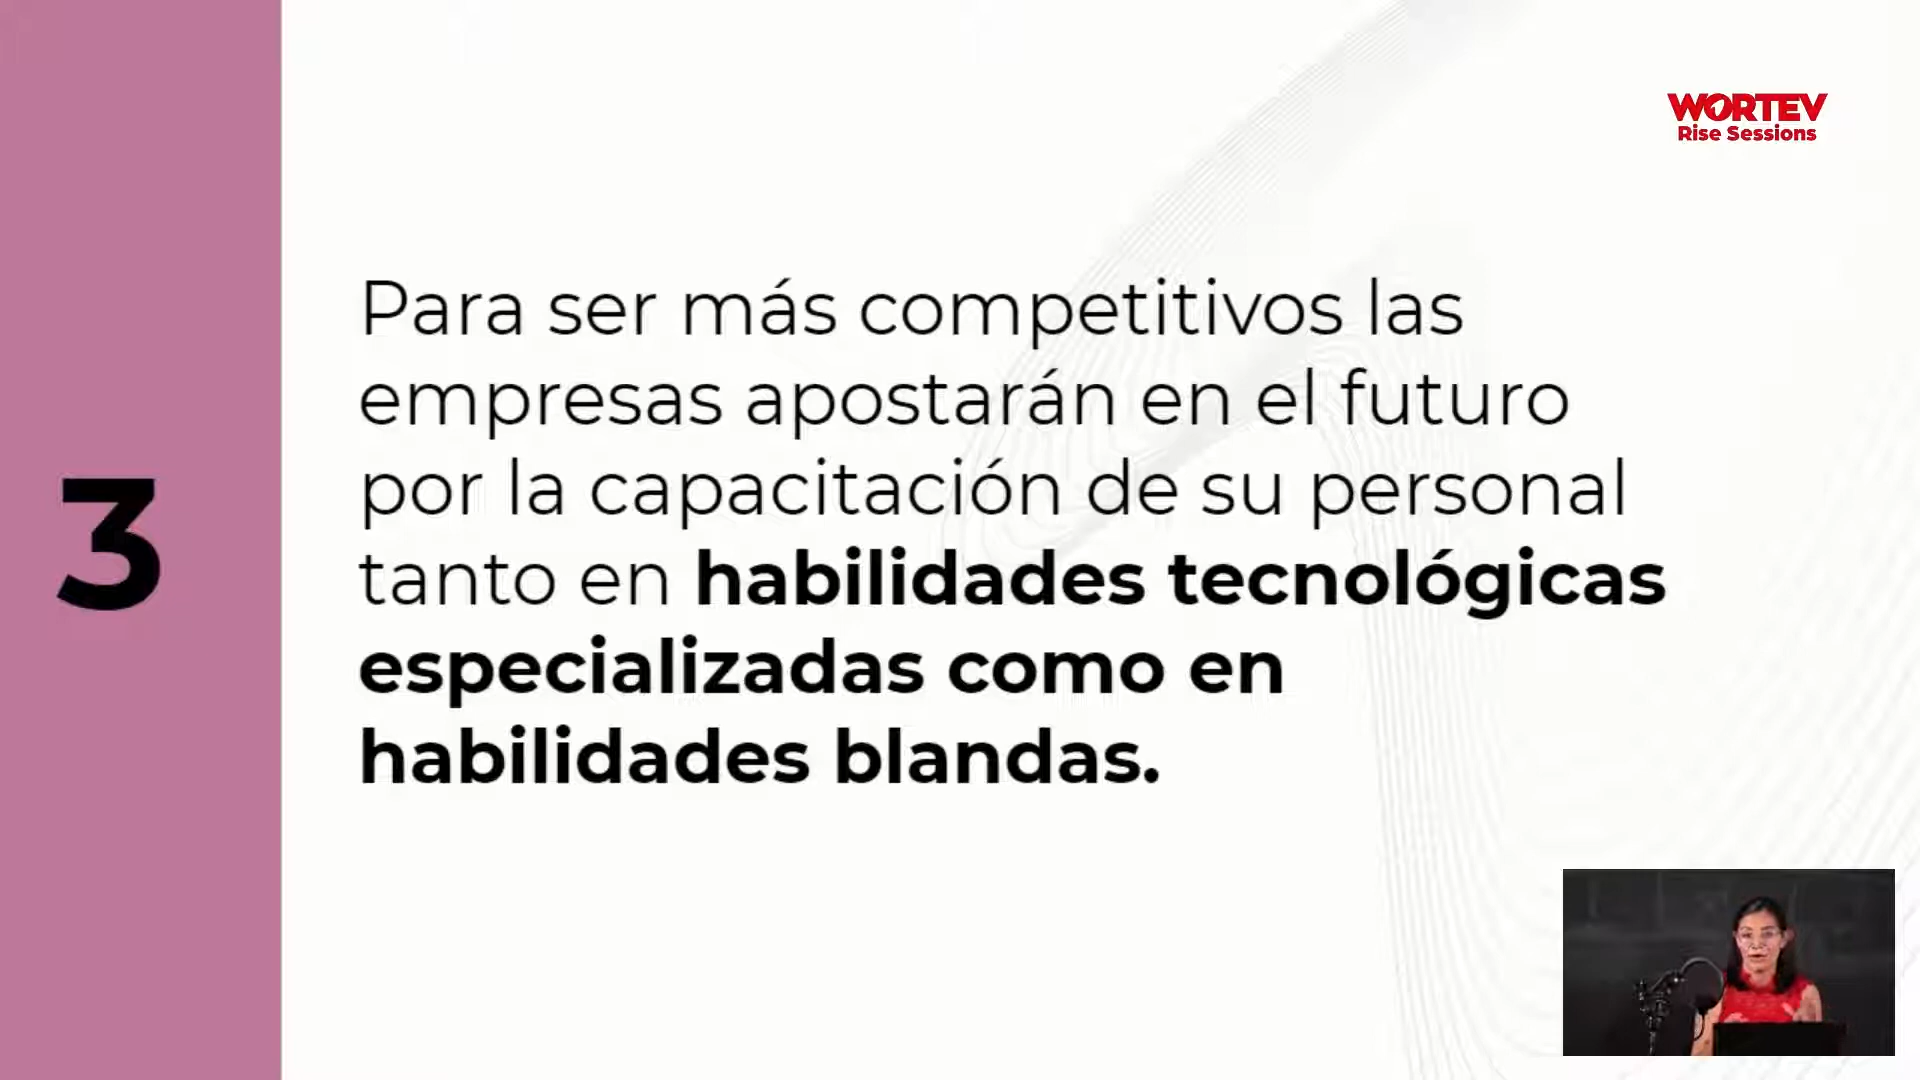 WORTEV
Rise Sessions
3
Para ser más competitivos las
empresas apostarán en el futuro
por la capacitación de su personal
tanto en habilidades tecnológicas
especializadas como en
habilidades blandas.